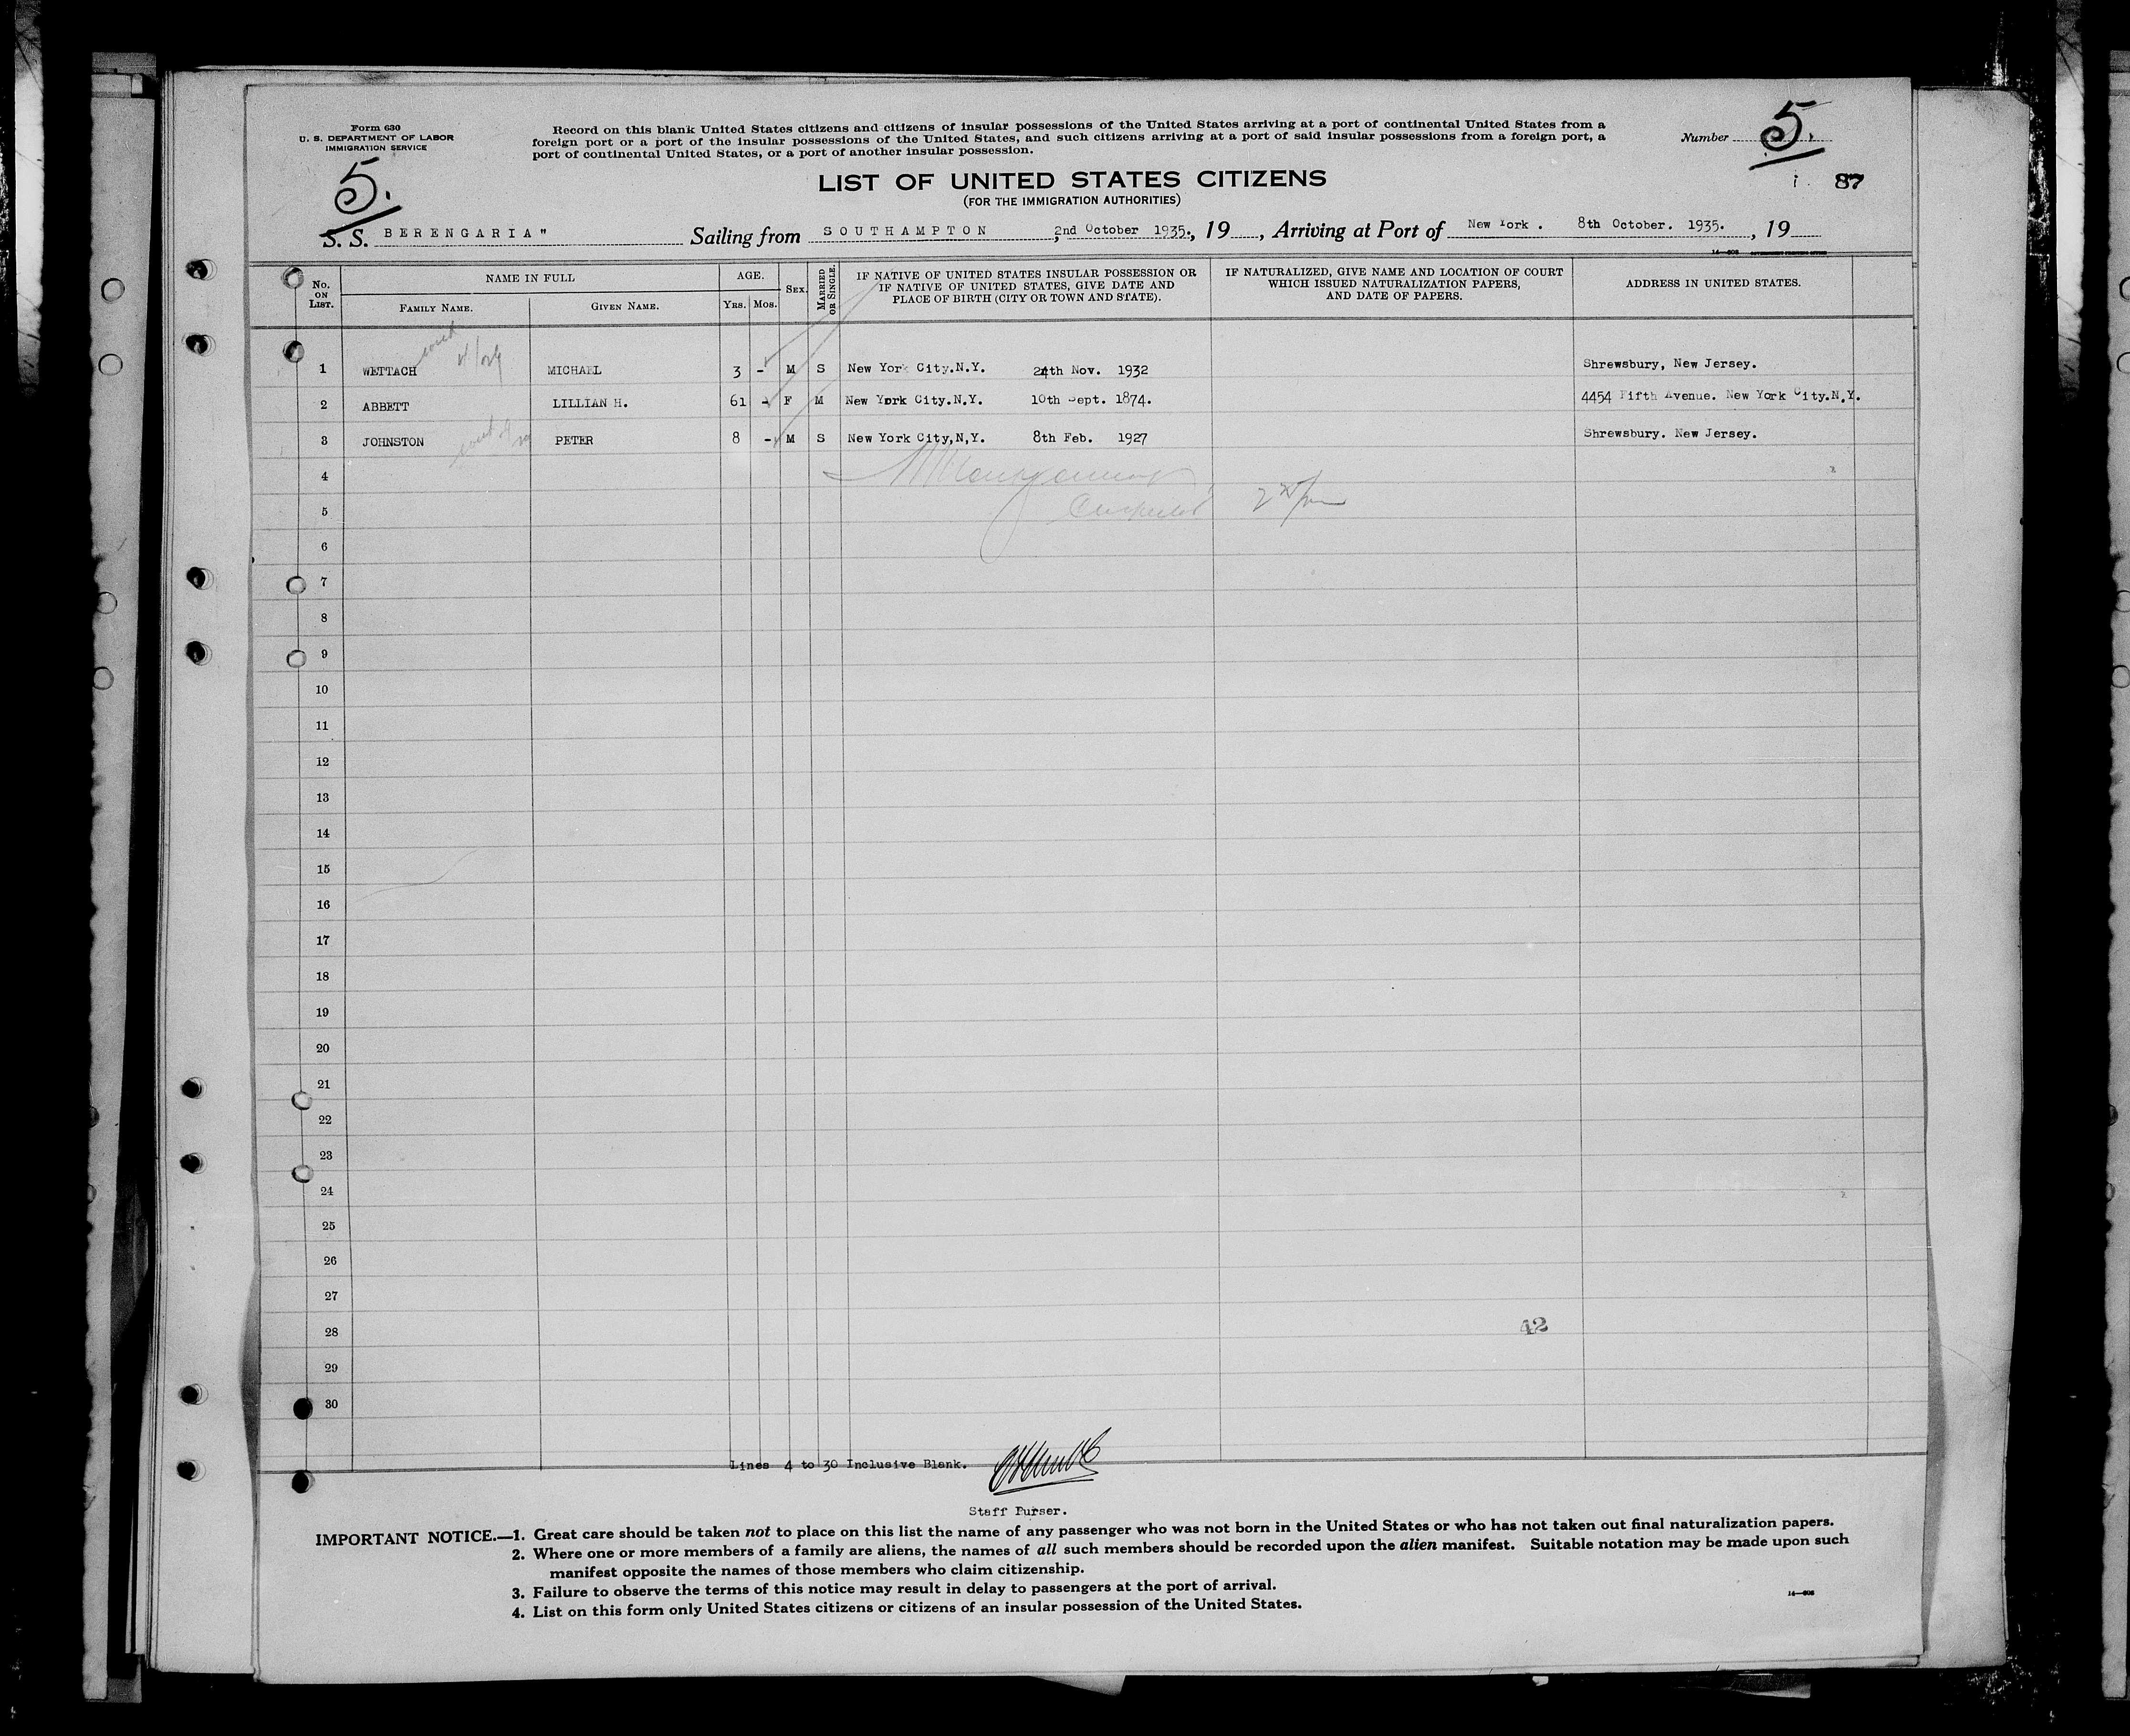 Form 630
U. S. DEPARTMENT OF LABOR
IMMIGRATION SERVICE
Record on this blank United States citizens and citizens of insular possessions of the United States arriving at a port of continental United States from a
foreign port or a port of the insular possessions of the United States, and such citizens arriving at a port of said insular possessions from a foreign port, a
port of continental United States, or a port of another insular possession.
Number 5.
5.
LIST OF UNITED STATES CITIZENS
(FOR THE IMMIGRATION AUTHORITIES)
87
S. S. BERENGARIA" Sailing from SOUTHAMPTON 2nd October 1935., 19 , Arriving at Port of New York . 8th October. 1935. , 19
No. ON LIST. NAME IN FULL AGE. SEX. MARRIED OR SINGLE. IF NATIVE OF UNITED STATES INSULAR POSSESSION OR IF NATIVE OF UNITED STATES, GIVE DATE AND PLACE OF BIRTH (CITY OR TOWN AND STATE). IF NATURALIZED, GIVE NAME AND LOCATION OF COURT WHICH ISSUED NATURALIZATION PAPERS, AND DATE OF PAPERS. ADDRESS IN UNITED STATES.
FAMILY NAME. GIVEN NAME. YRS. MOS.
1 WETTACH MICHAEL 3 - M S New York City.N.Y. 24th Nov. 1932 Shrewsbury, New Jersey.
2 ABBETT LILLIAN H. 61 - F M New York City.N.Y. 10th Sept. 1874. 4454 Fifth Avenue. New York City.N.Y.
3 JOHNSTON PETER 8 - M S New York City,N,Y. 8th Feb. 1927 Shrewsbury. New Jersey.
4
5
6
7
8
9
10
11
12
13
14
15
16
17
18
19
20
21
22
23
24
25
26
27
28 42
29
30
Lines 4 to 30 Inclusive Blank.
Staff Purser.
IMPORTANT NOTICE.—1. Great care should be taken not to place on this list the name of any passenger who was not born in the United States or who has not taken out final naturalization papers.
2. Where one or more members of a family are aliens, the names of all such members should be recorded upon the alien manifest. Suitable notation may be made upon such
manifest opposite the names of those members who claim citizenship.
3. Failure to observe the terms of this notice may result in delay to passengers at the port of arrival.
4. List on this form only United States citizens or citizens of an insular possession of the United States.